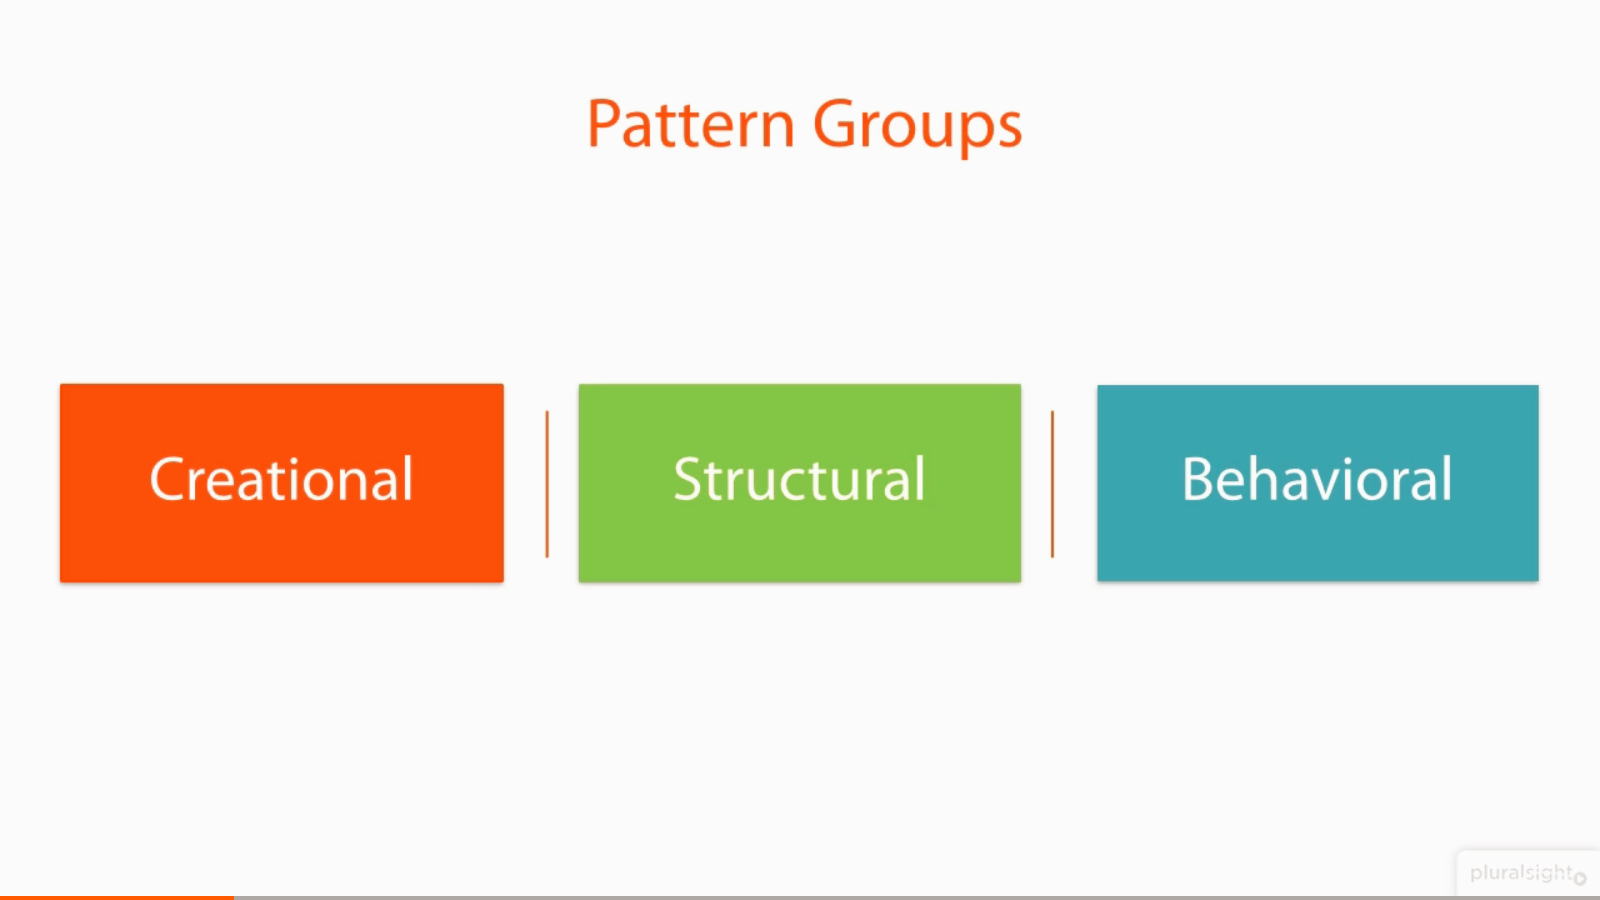 Pattern Groups
Creational
Structural
Behavioral
pluralsight